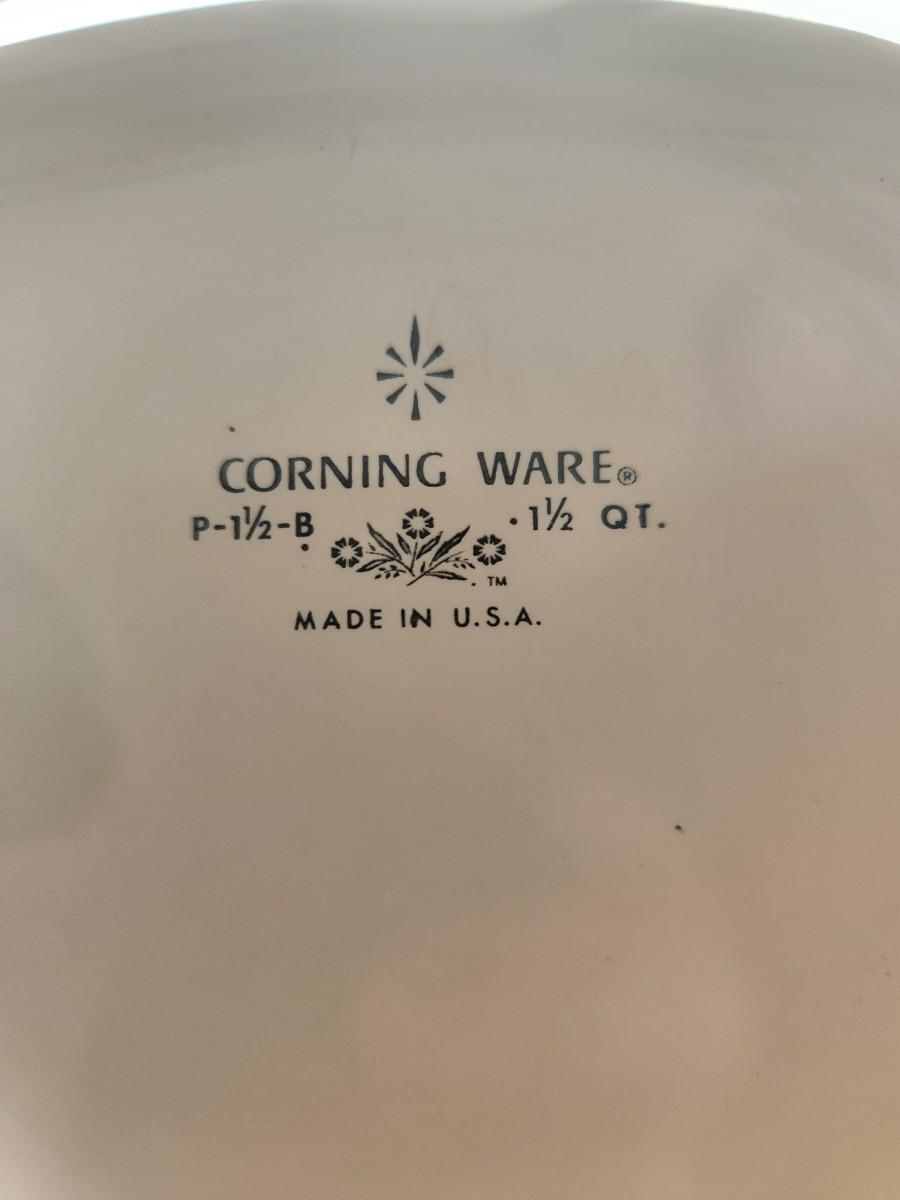 CORNING WARE®
P-1½-B · 1½ QT.
TM
MADE IN U.S.A.